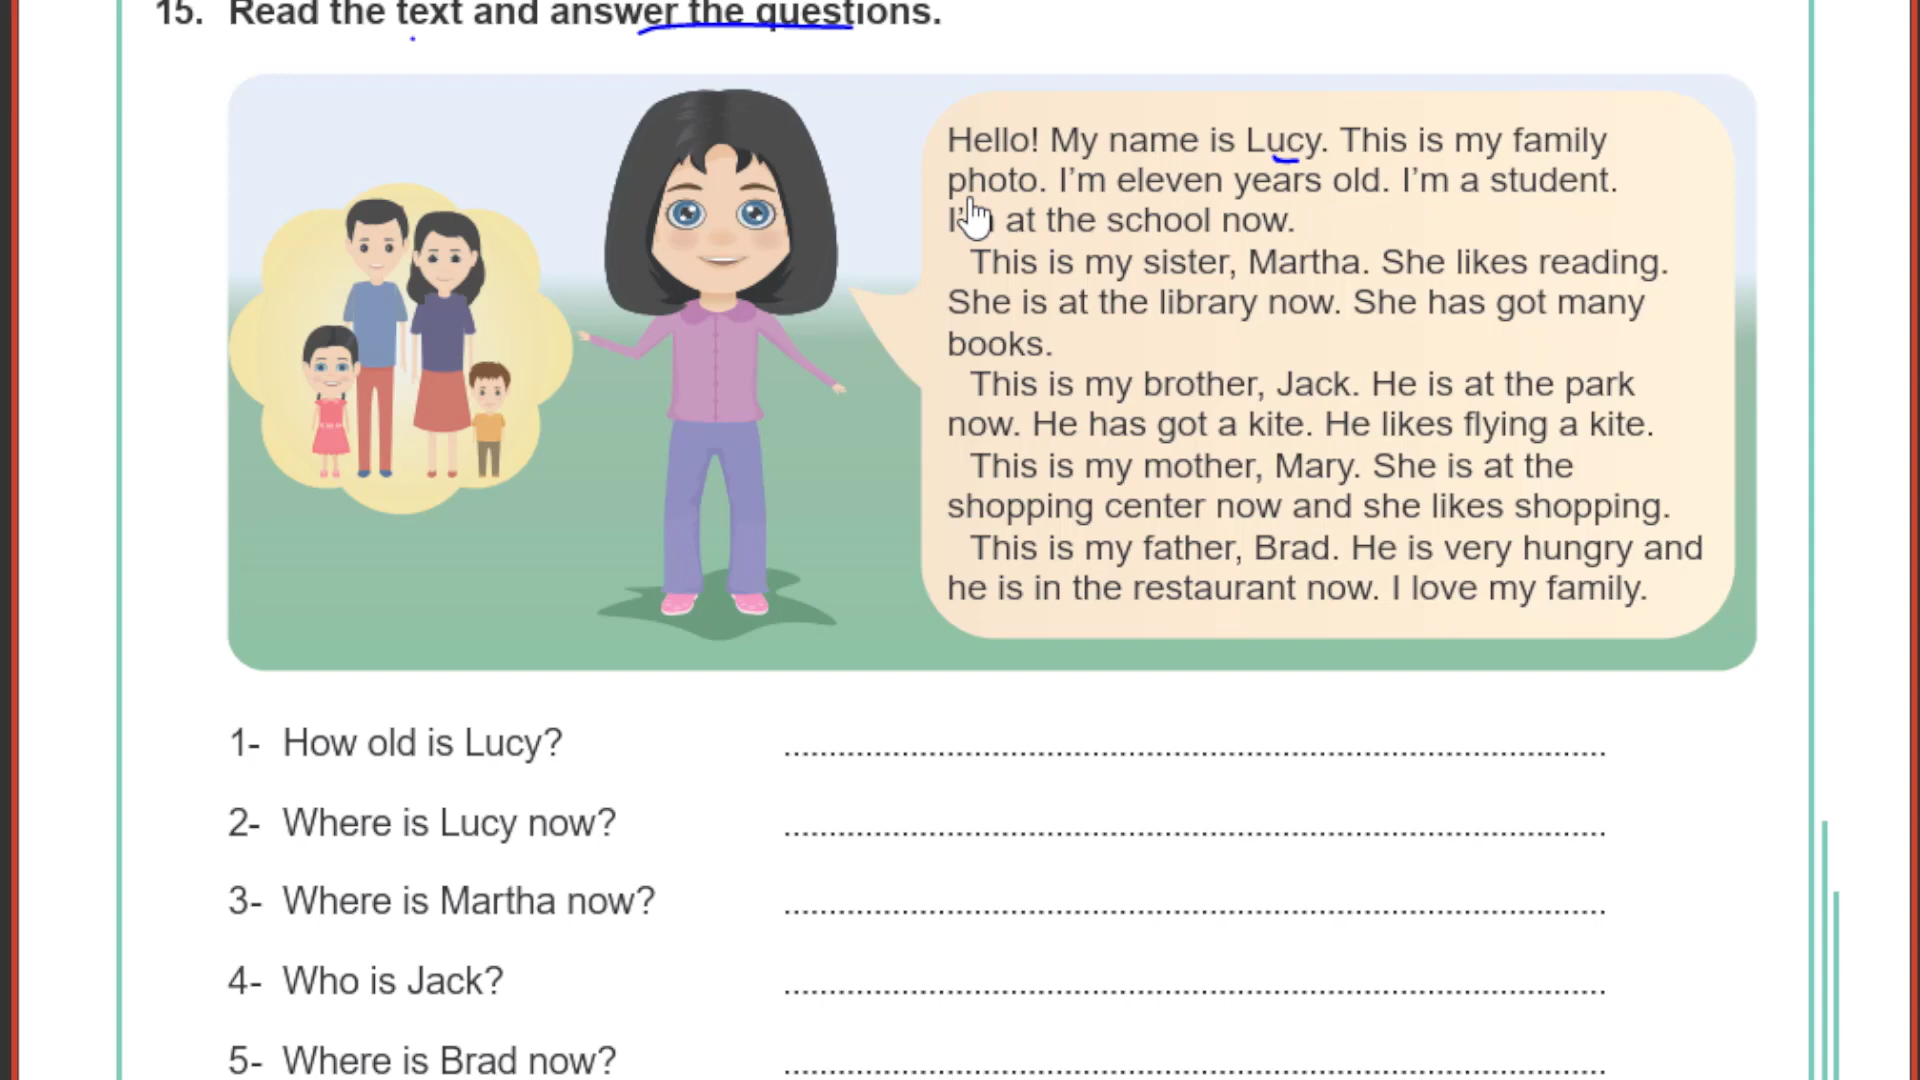 15. Read the text and answer the questions.
Hello! My name is Lucy. This is my family
photo. I'm eleven years old. I'm a student.
at the school now.
This is my sister, Martha. She likes reading.
She is at the library now. She has got many
books.
This is my brother, Jack. He is at the park
now. He has got a kite. He likes flying a kite.
This is my mother, Mary. She is at the
shopping center now and she likes shopping.
This is my father, Brad. He is very hungry and
he is in the restaurant now. I love my family.
1- How old is Lucy? ................................................................
2- Where is Lucy now? ................................................................
3- Where is Martha now? ................................................................
4- Who is Jack? ................................................................
5- Where is Brad now? ................................................................